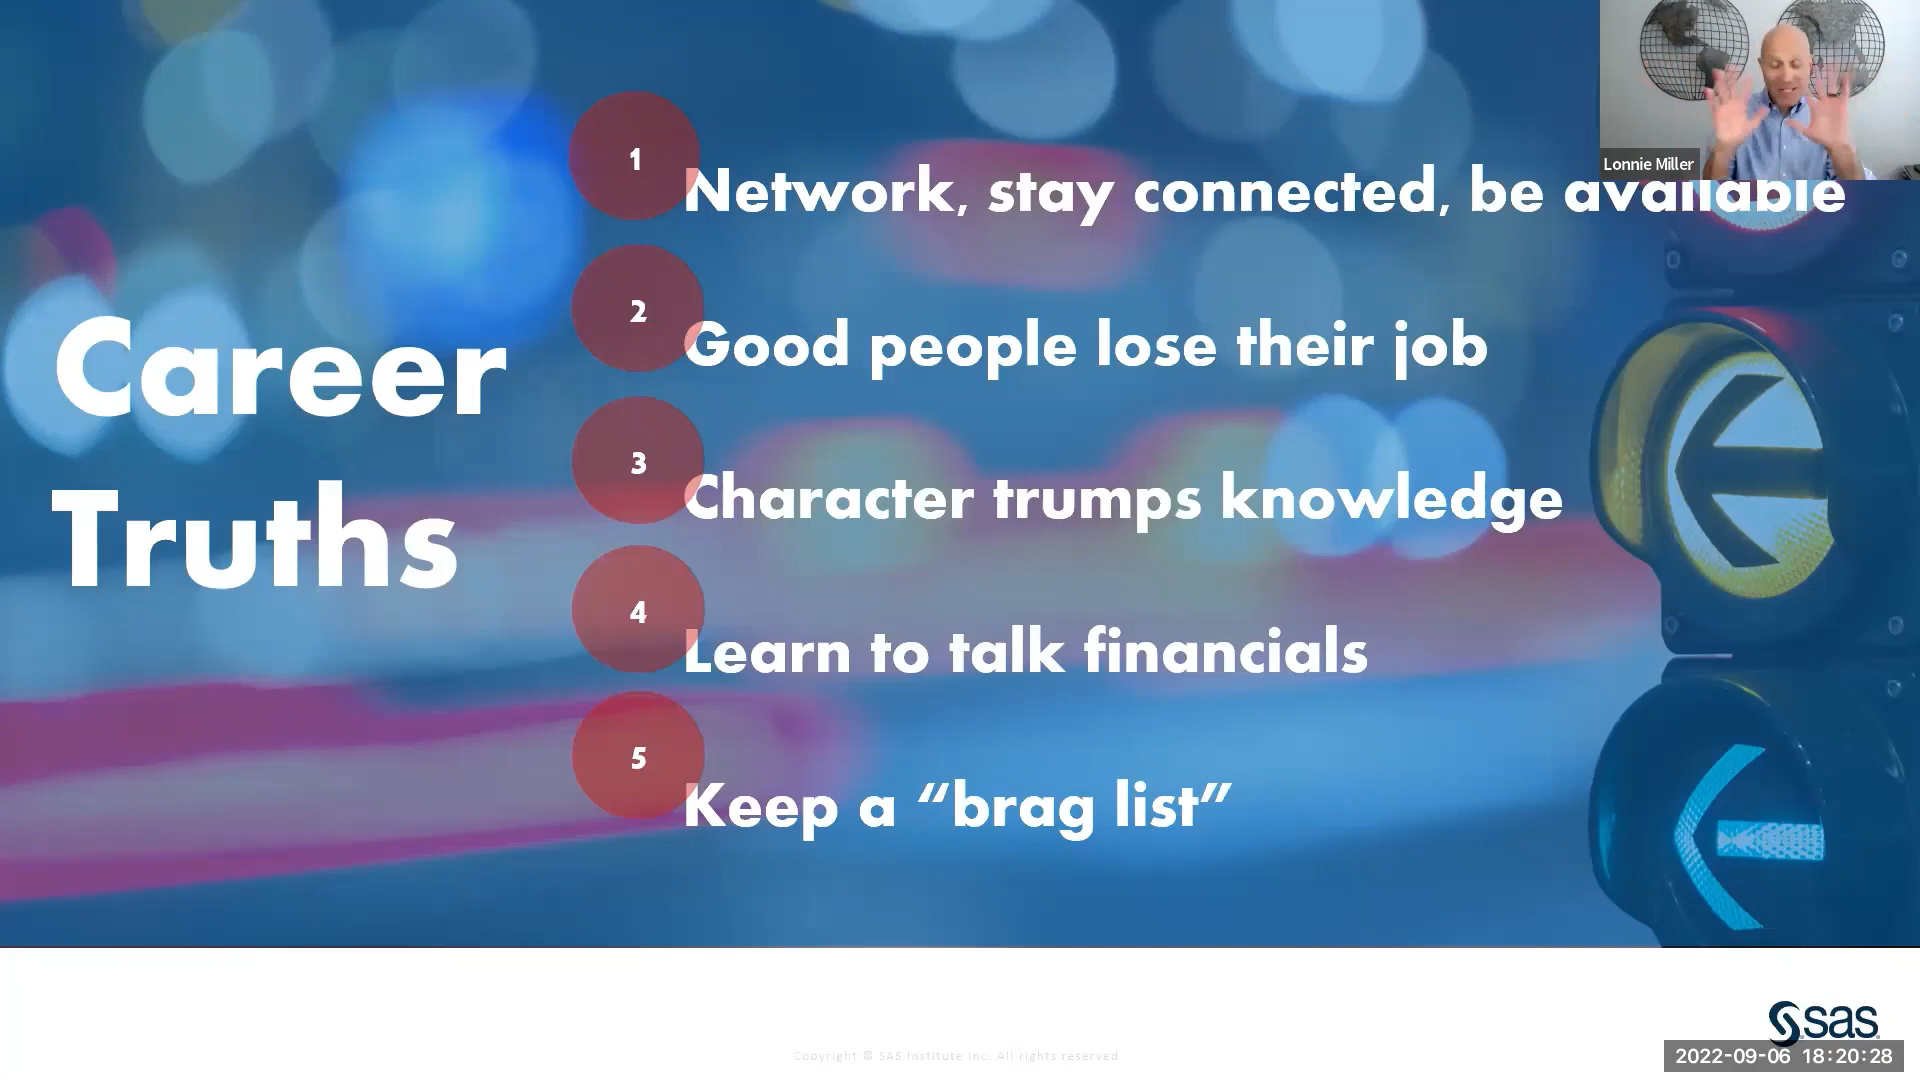 Career
Truths
1
Network, stay connected, be available
2
Good people lose their job
3
Character trumps knowledge
4
Learn to talk financials
5
Keep a “brag list”
Lonnie Miller
sas
Copyright © SAS Institute Inc. All rights reserved
2022-09-06 18:20:28